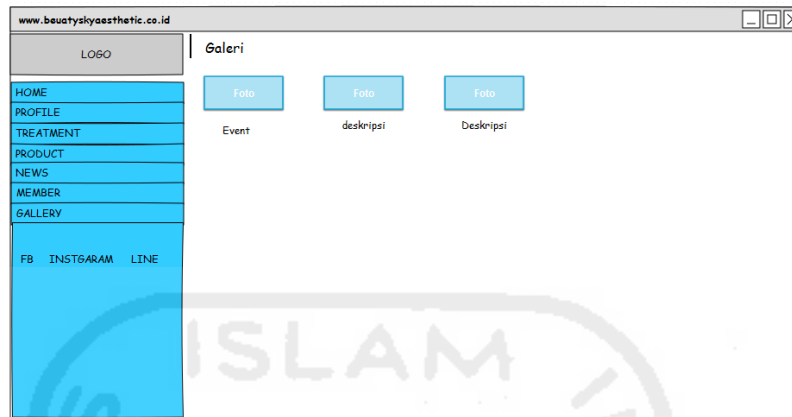 www.beuatyskyaesthetic.co.id
LOGO
Galeri
HOME
PROFILE
TREATMENT
PRODUCT
NEWS
MEMBER
GALLERY
Foto Foto Foto
Event deskripsi Deskripsi
FB INSTGARAM LINE
ISLAM